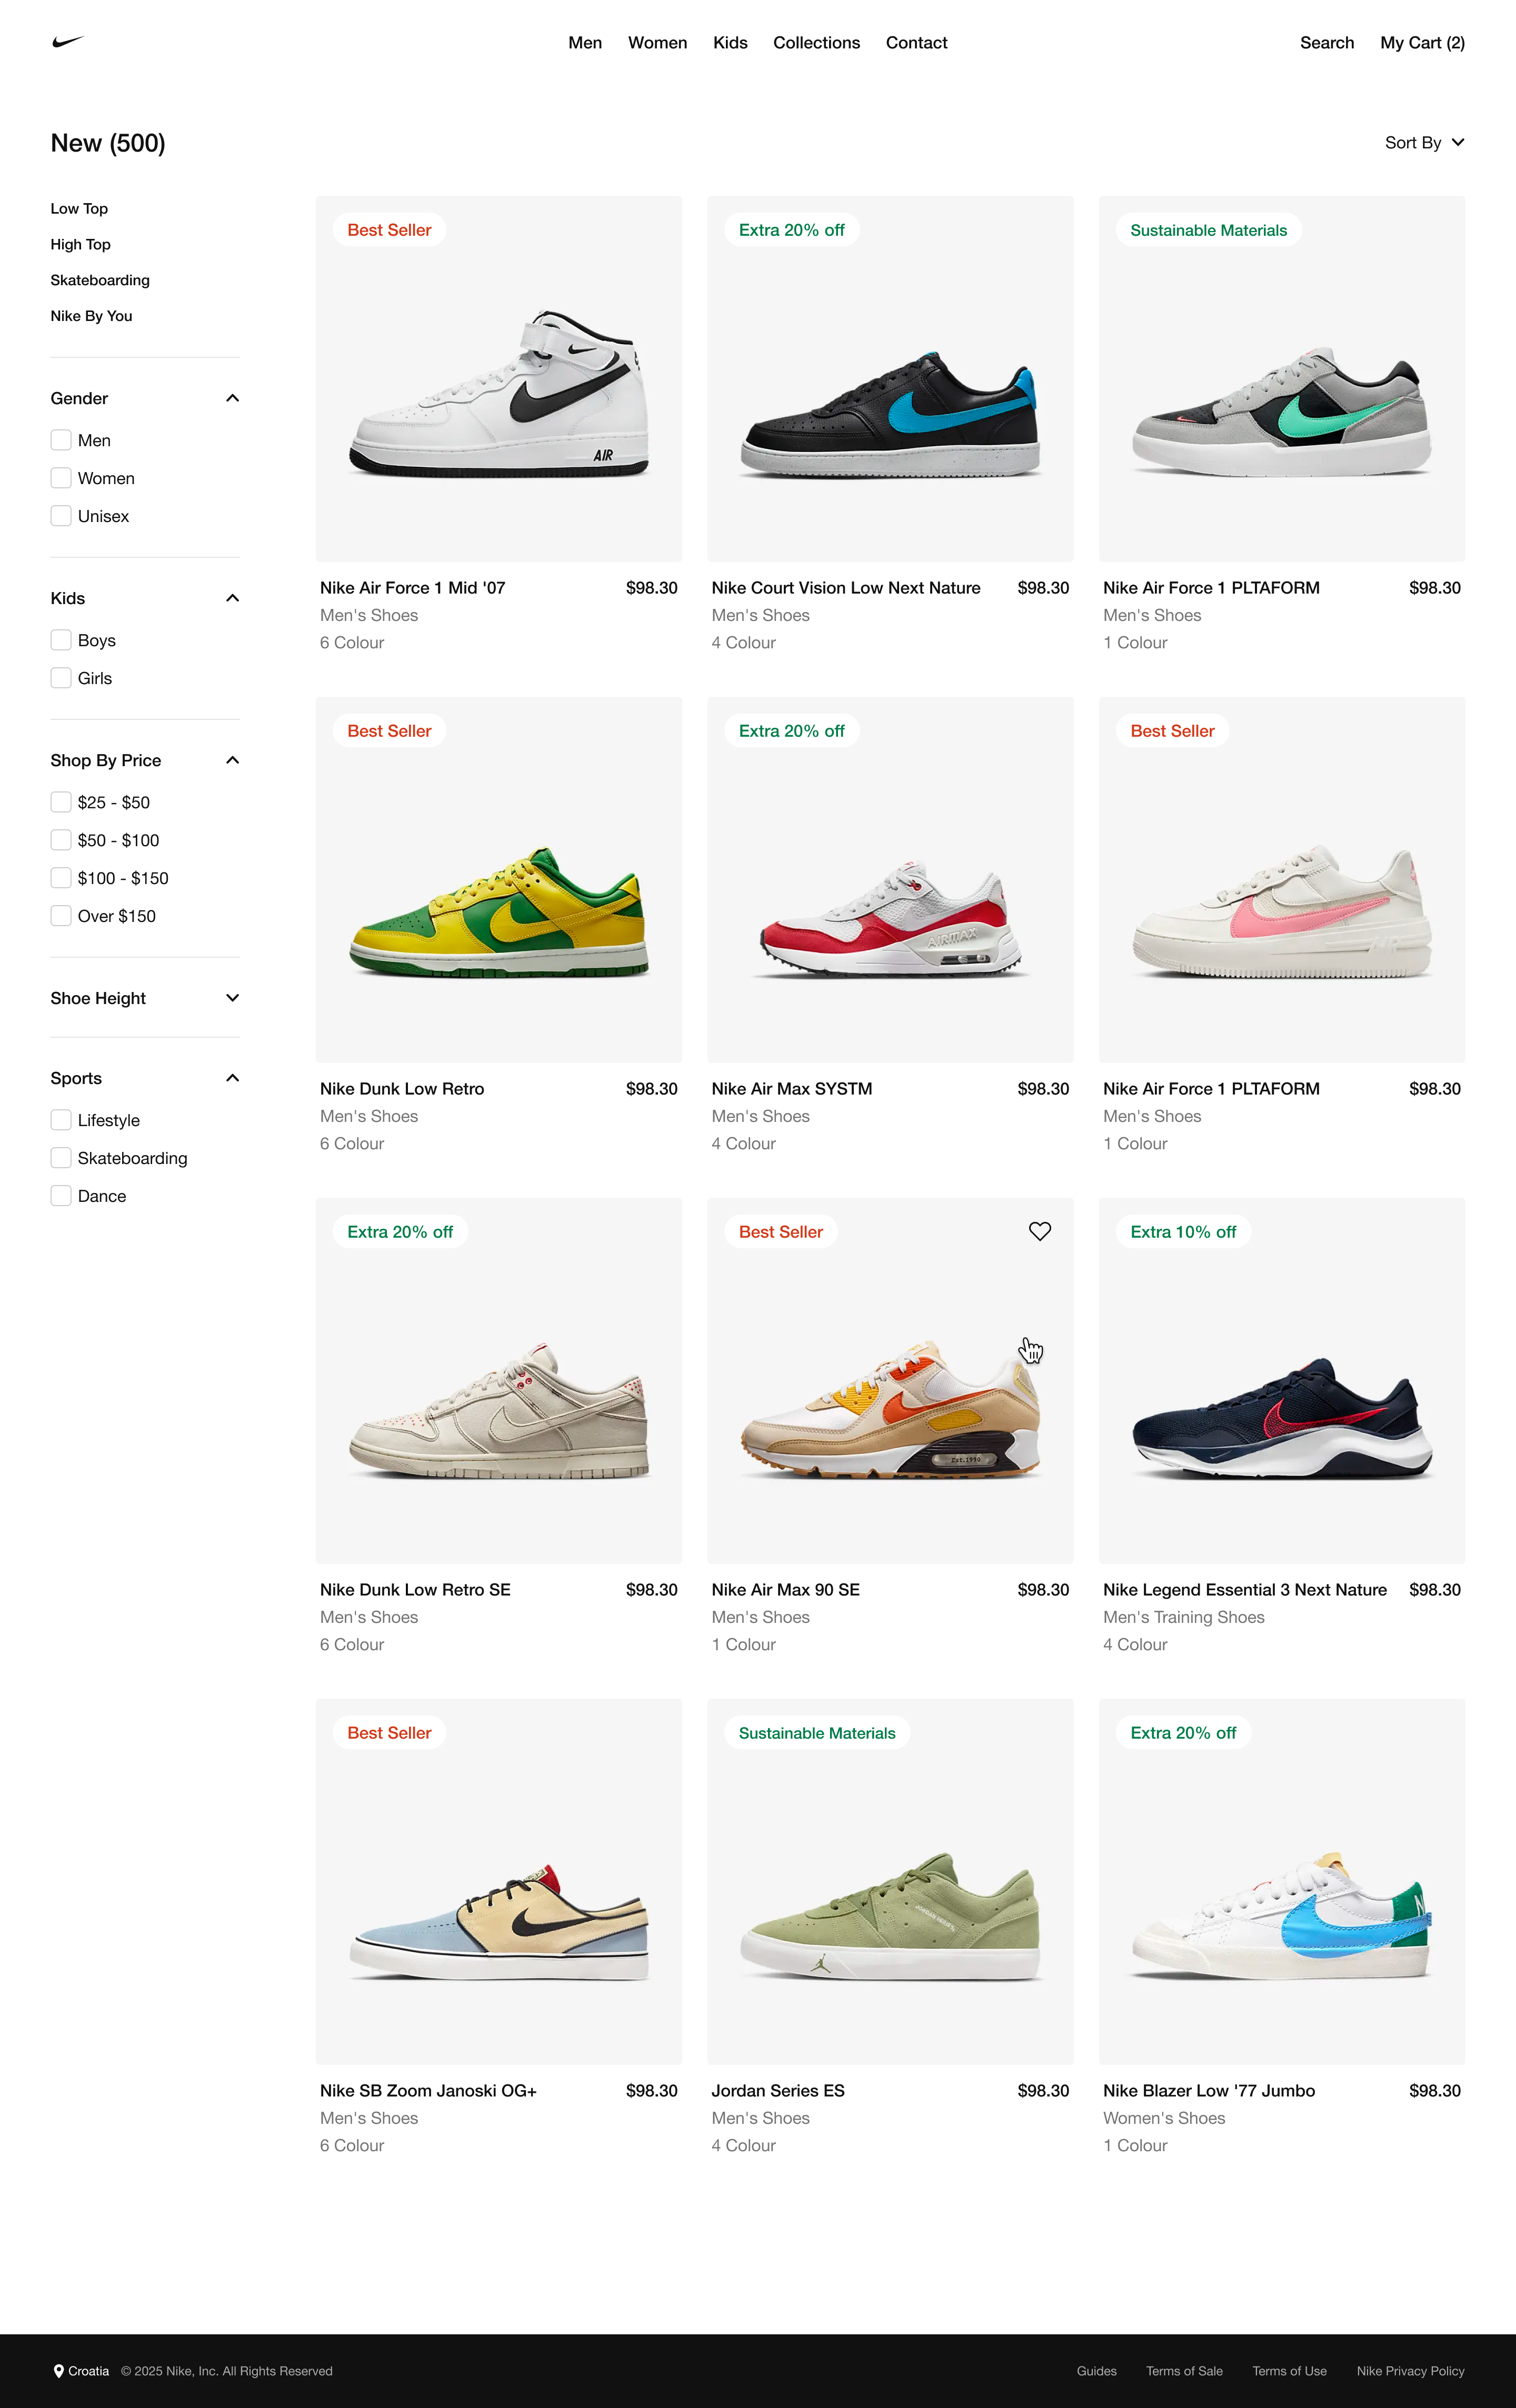 Men Women Kids Collections Contact Search My Cart (2)
New (500)
Sort By
Low Top
High Top
Skateboarding
Nike By You
Gender
Men
Women
Unisex
Kids
Boys
Girls
Shop By Price
$25 - $50
$50 - $100
$100 - $150
Over $150
Shoe Height
Sports
Lifestyle
Skateboarding
Dance
Best Seller
AIR
Nike Air Force 1 Mid '07 $98.30
Men's Shoes
6 Colour
Extra 20% off
Nike Court Vision Low Next Nature $98.30
Men's Shoes
4 Colour
Sustainable Materials
Nike Air Force 1 PLTAFORM $98.30
Men's Shoes
1 Colour
Best Seller
Nike Dunk Low Retro $98.30
Men's Shoes
6 Colour
Extra 20% off
AIRMAX
Nike Air Max SYSTM $98.30
Men's Shoes
4 Colour
Best Seller
Nike Air Force 1 PLTAFORM $98.30
Men's Shoes
1 Colour
Extra 20% off
Nike Dunk Low Retro SE $98.30
Men's Shoes
6 Colour
Best Seller
Est.1990
Nike Air Max 90 SE $98.30
Men's Shoes
1 Colour
Extra 10% off
Nike Legend Essential 3 Next Nature $98.30
Men's Training Shoes
4 Colour
Best Seller
Nike SB Zoom Janoski OG+ $98.30
Men's Shoes
6 Colour
Sustainable Materials
Jordan Series ES $98.30
Men's Shoes
4 Colour
Extra 20% off
Nike Blazer Low '77 Jumbo $98.30
Women's Shoes
1 Colour
Croatia © 2025 Nike, Inc. All Rights Reserved
Guides Terms of Sale Terms of Use Nike Privacy Policy